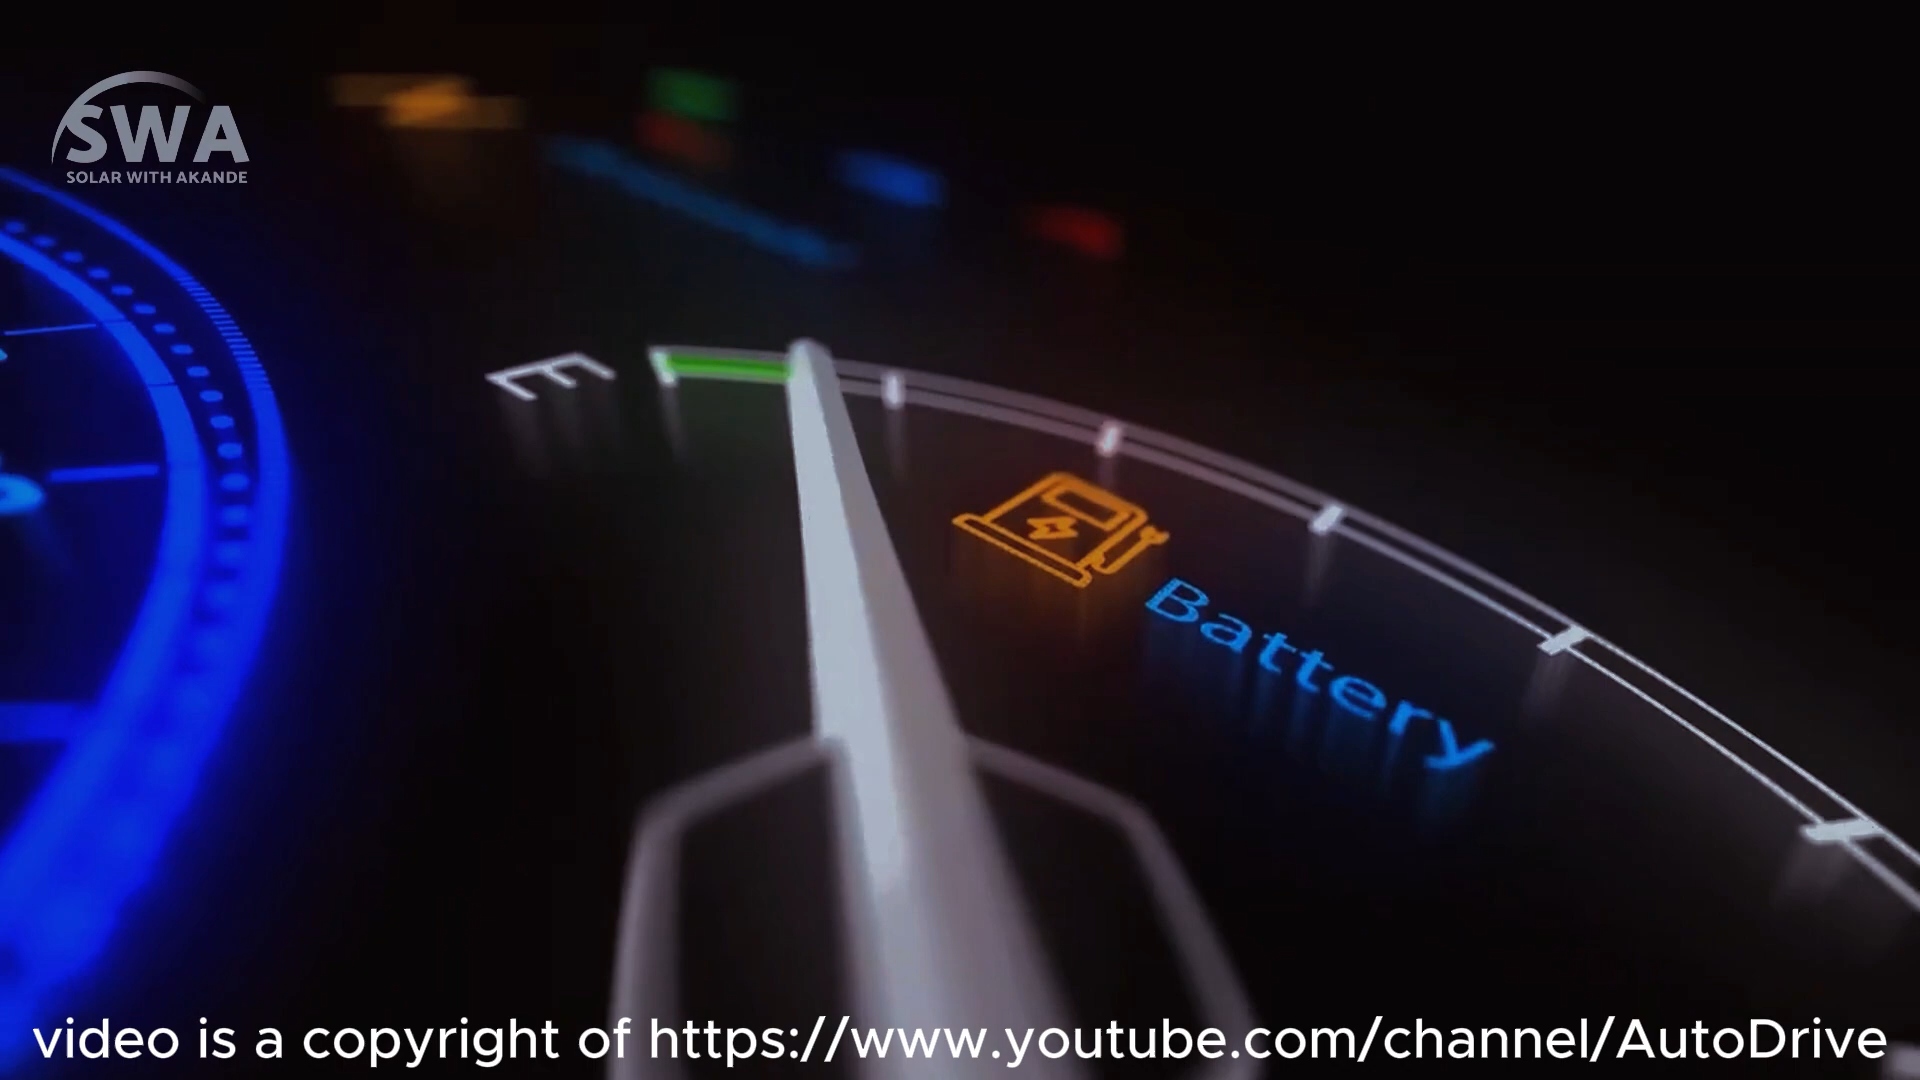 SWA
SOLAR WITH AKANDE
E
Battery
video is a copyright of https://www.youtube.com/channel/AutoDrive